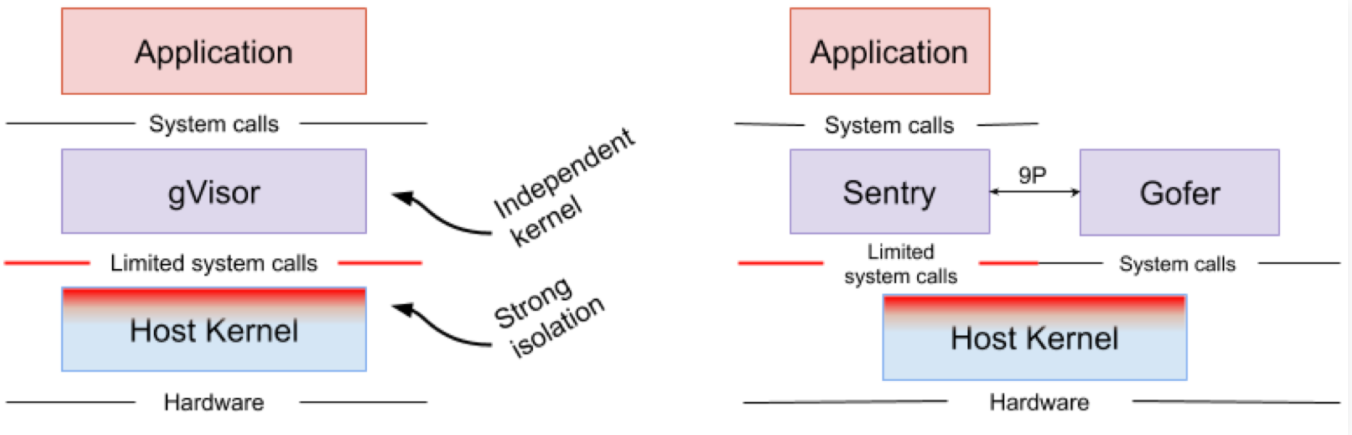 Application
System calls
gVisor
Independent
kernel
Limited system calls
Host Kernel
Strong
isolation
Hardware
Application
System calls
Sentry
9P
Gofer
Limited
system calls
System calls
Host Kernel
Hardware